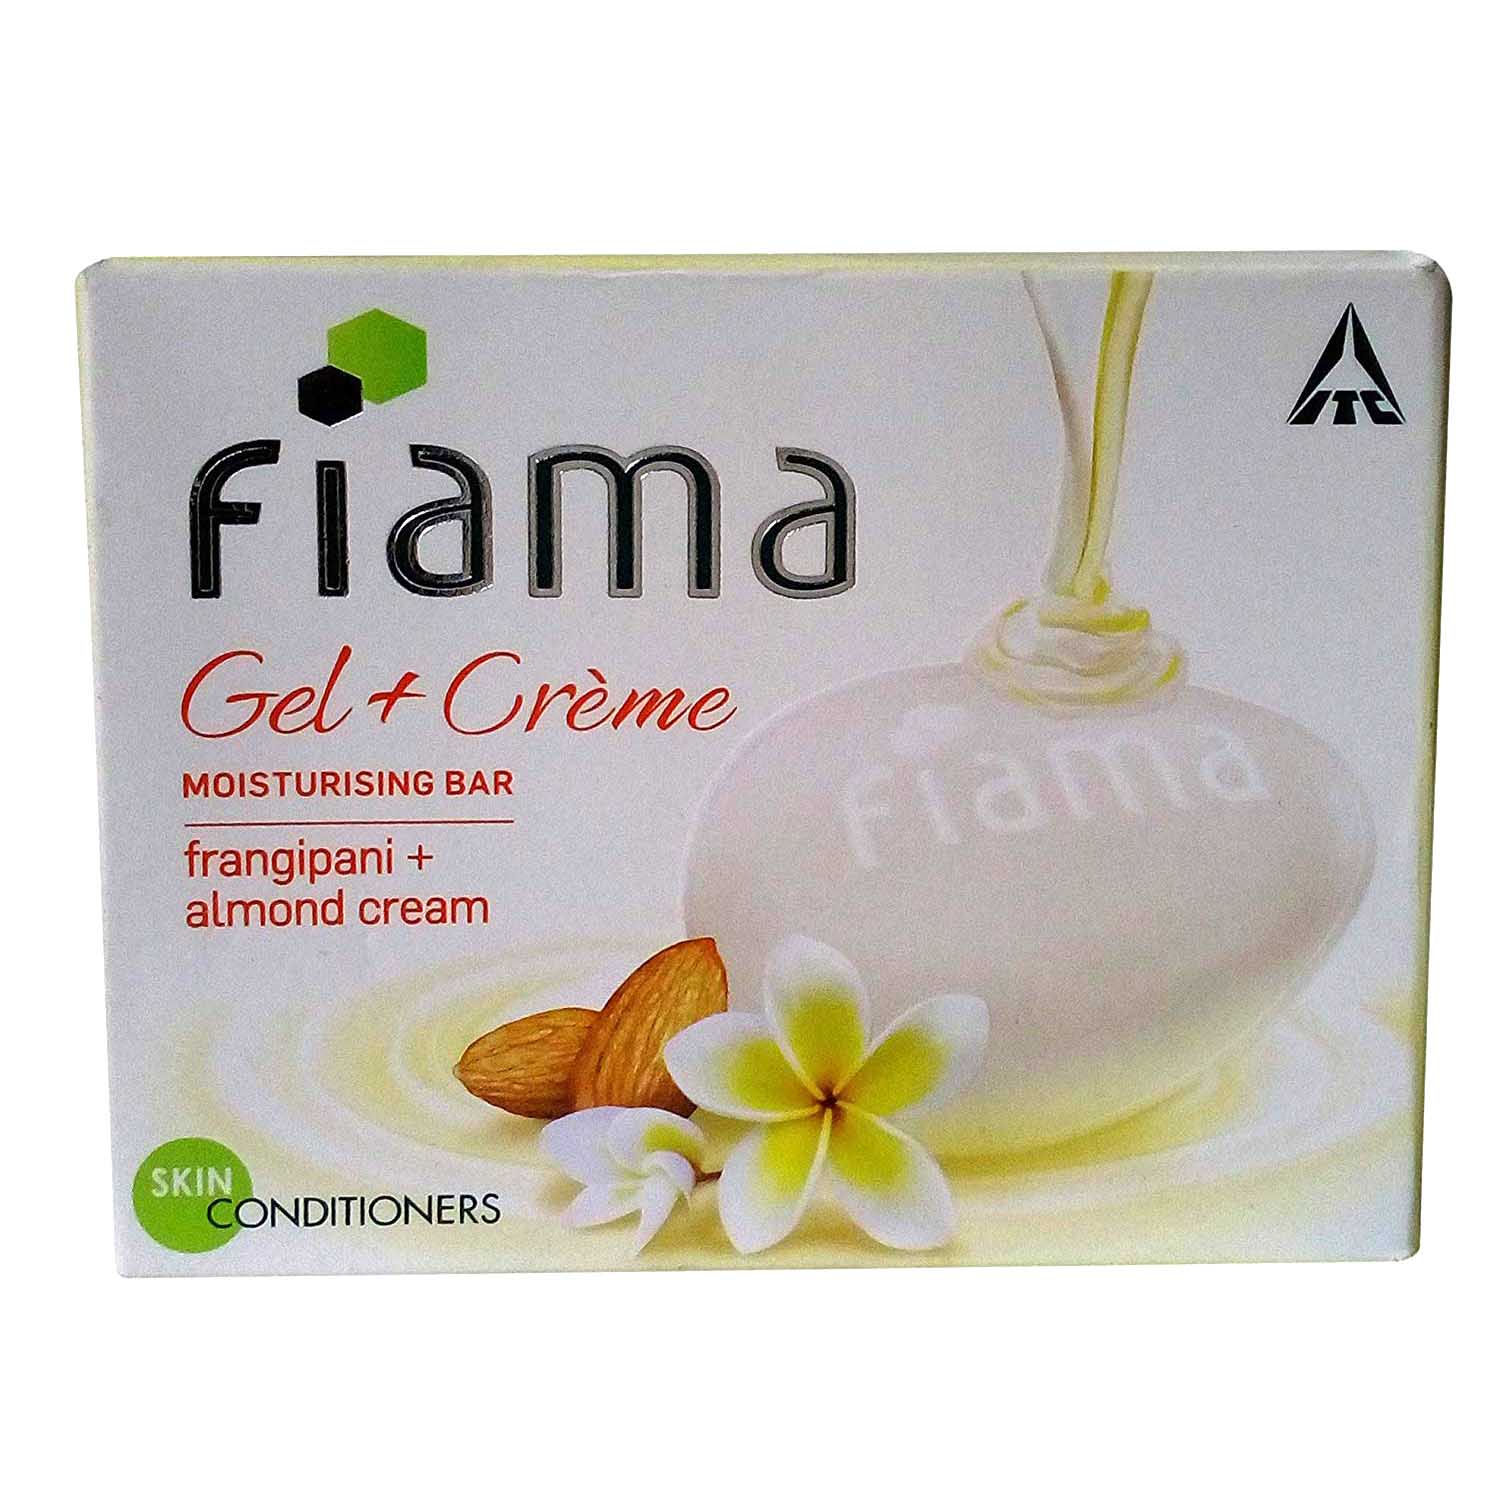 ITC
fiama
Gel + Crème
MOISTURISING BAR
frangipani +
almond cream
fiama
SKIN
CONDITIONERS